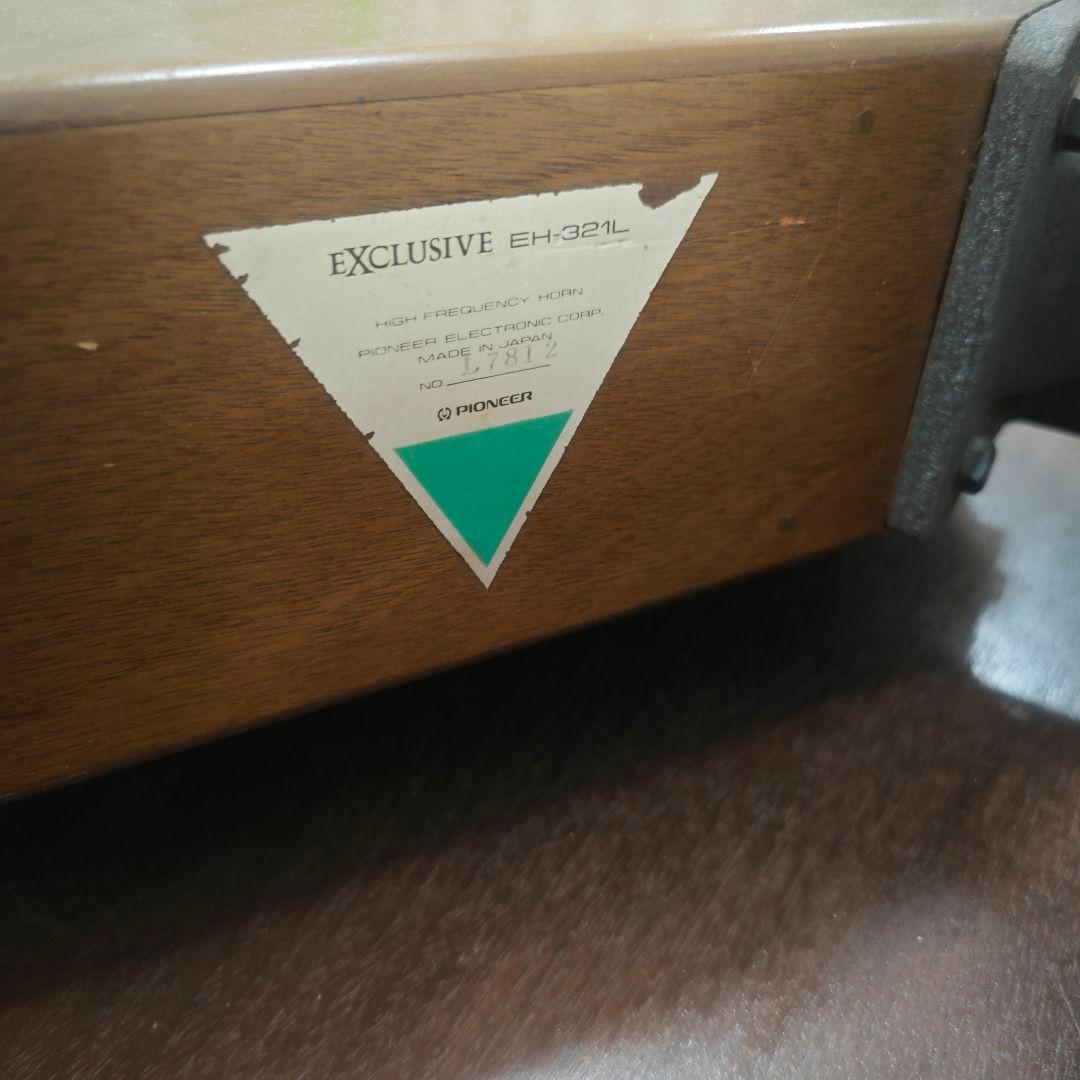 EXCLUSIVE EH-321L
HIGH FREQUENCY HORN
PIONEER ELECTRONIC CORP.
MADE IN JAPAN
NO. L7812
PIONEER